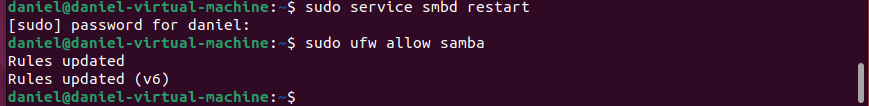 daniel@daniel-virtual-machine:~$ sudo service smbd restart
[sudo] password for daniel:
daniel@daniel-virtual-machine:~$ sudo ufw allow samba
Rules updated
Rules updated (v6)
daniel@daniel-virtual-machine:~$